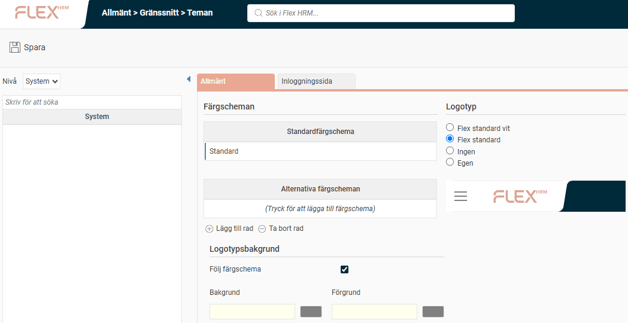 FLEX HRM
Allmänt > Gränssnitt > Teman
Sök i Flex HRM...
Spara
Nivå
System
Skriv för att söka
System
Allmänt
Inloggningssida
Färgscheman
Standardfärgschema
Standard
Alternativa färgscheman
(Tryck för att lägga till färgschema)
Lägg till rad
Ta bort rad
Logotypsbakgrund
Följ färgschema
Bakgrund
Förgrund
Logotyp
Flex standard vit
Flex standard
Ingen
Egen
FLEX HRM